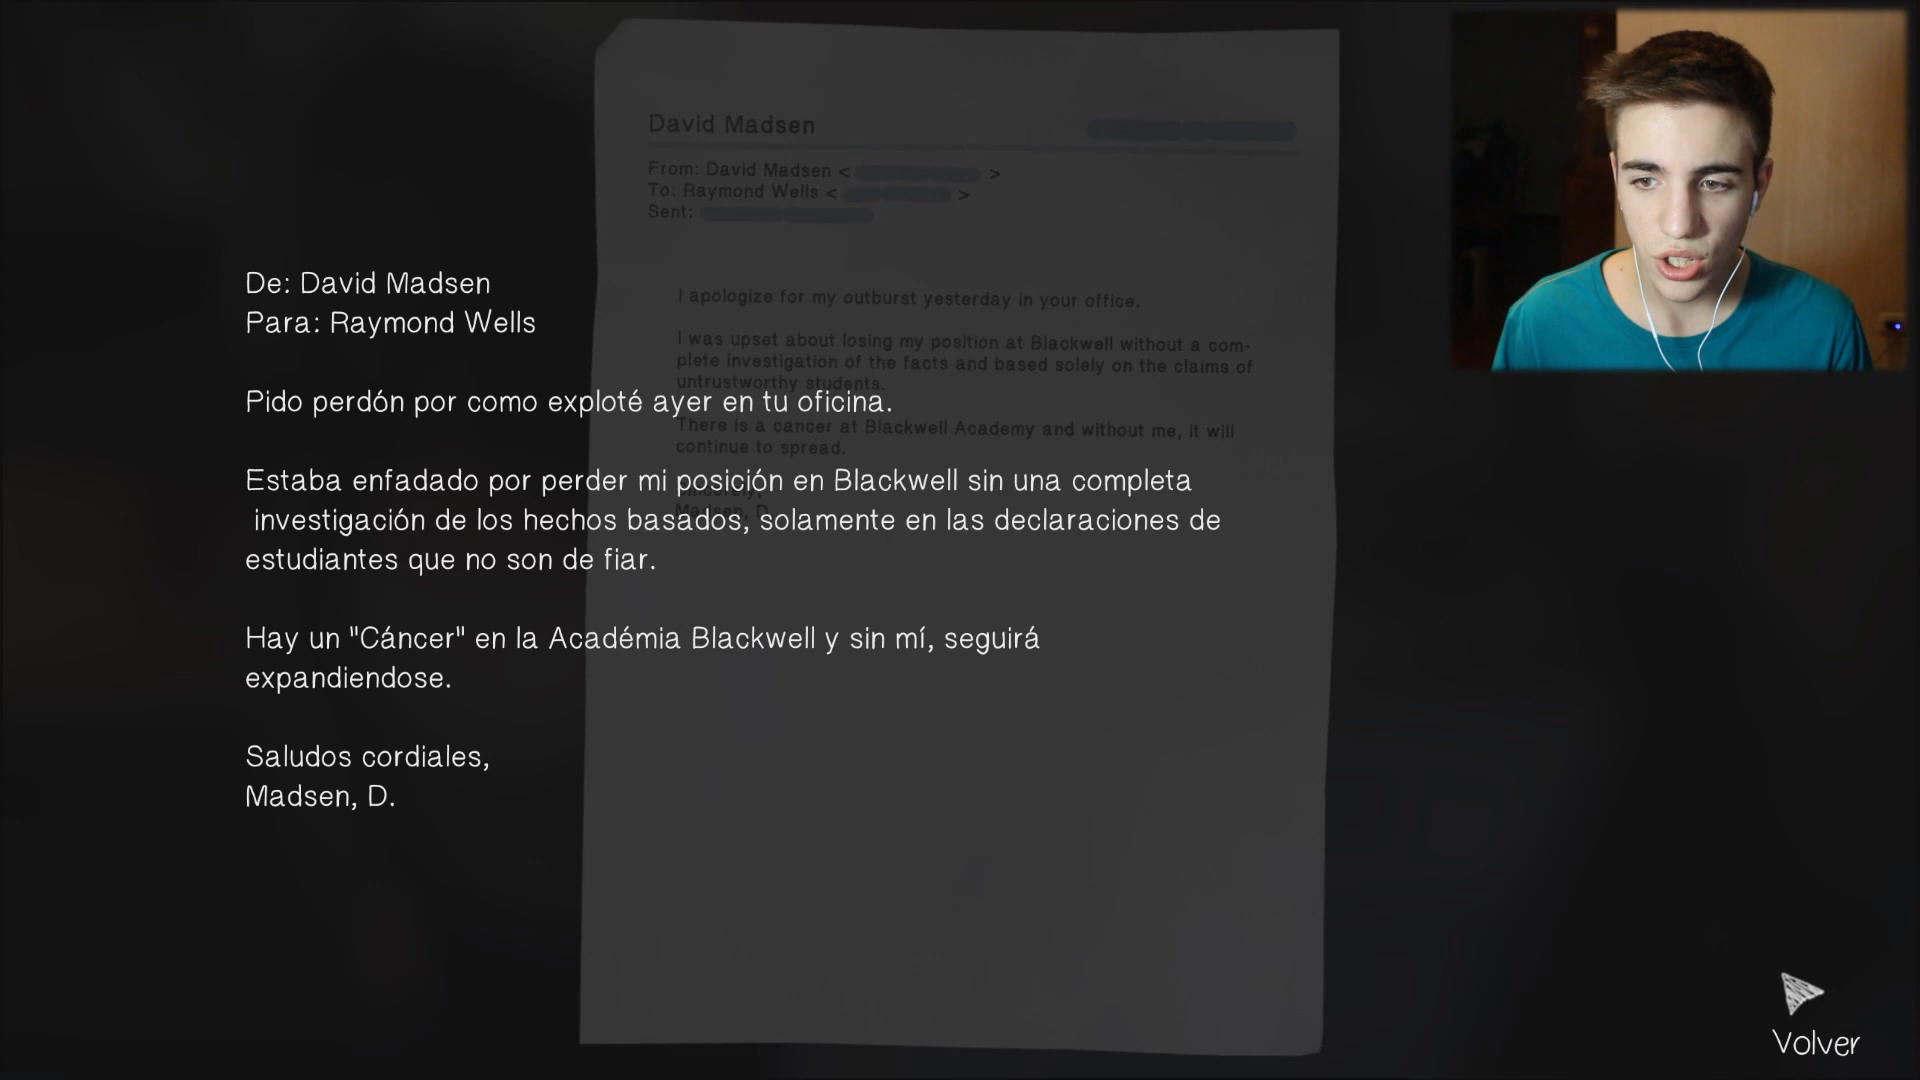 David Madsen
From: David Madsen < >
To: Raymond Wells < >
Sent:
I apologize for my outburst yesterday in your office.
I was upset about losing my position at Blackwell without a com-
plete investigation of the facts and based solely on the claims of
untrustworthy students.
There is a cancer at Blackwell Academy and without me, it will
continue to spread.
Sincerely,
Madsen, D.
De: David Madsen
Para: Raymond Wells
Pido perdón por como exploté ayer en tu oficina.
Estaba enfadado por perder mi posición en Blackwell sin una completa
investigación de los hechos basados, solamente en las declaraciones de
estudiantes que no son de fiar.
Hay un "Cáncer" en la Académia Blackwell y sin mí, seguirá
expandiendose.
Saludos cordiales,
Madsen, D.
Volver